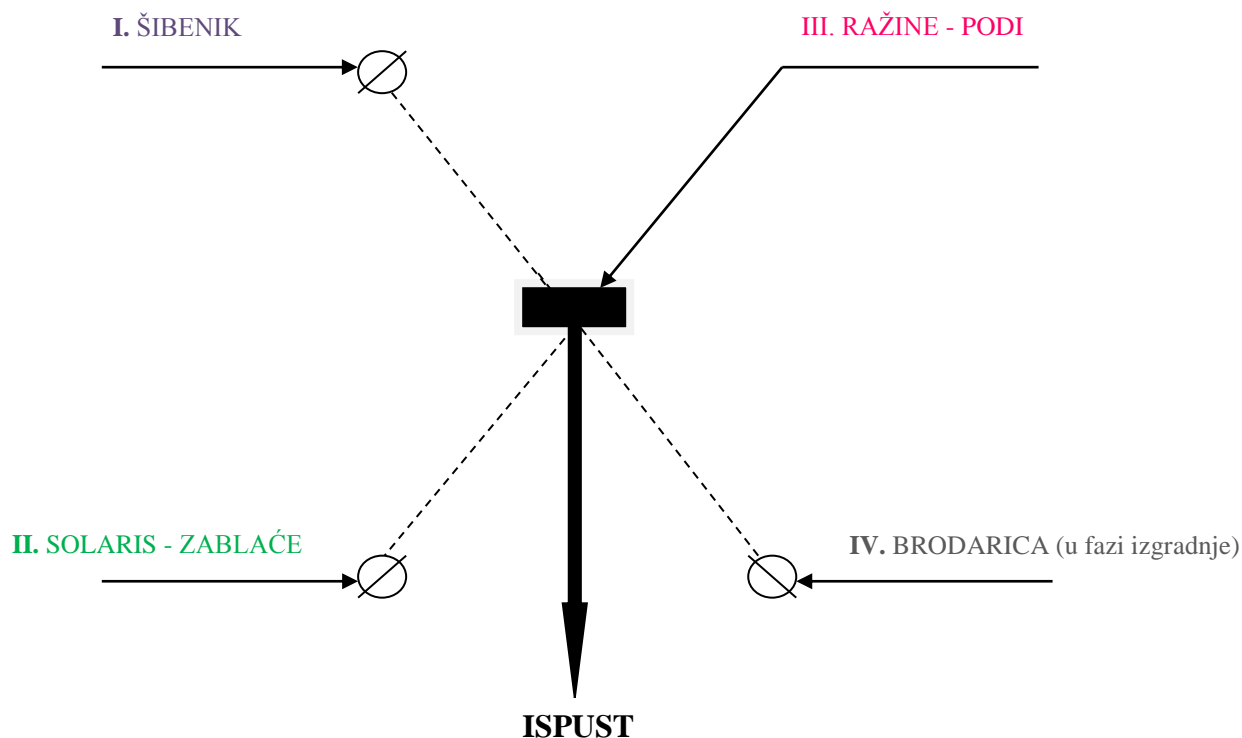 I. ŠIBENIK
III. RAŽINE - PODI
II. SOLARIS - ZABLAĆE
IV. BRODARICA (u fazi izgradnje)
ISPUST